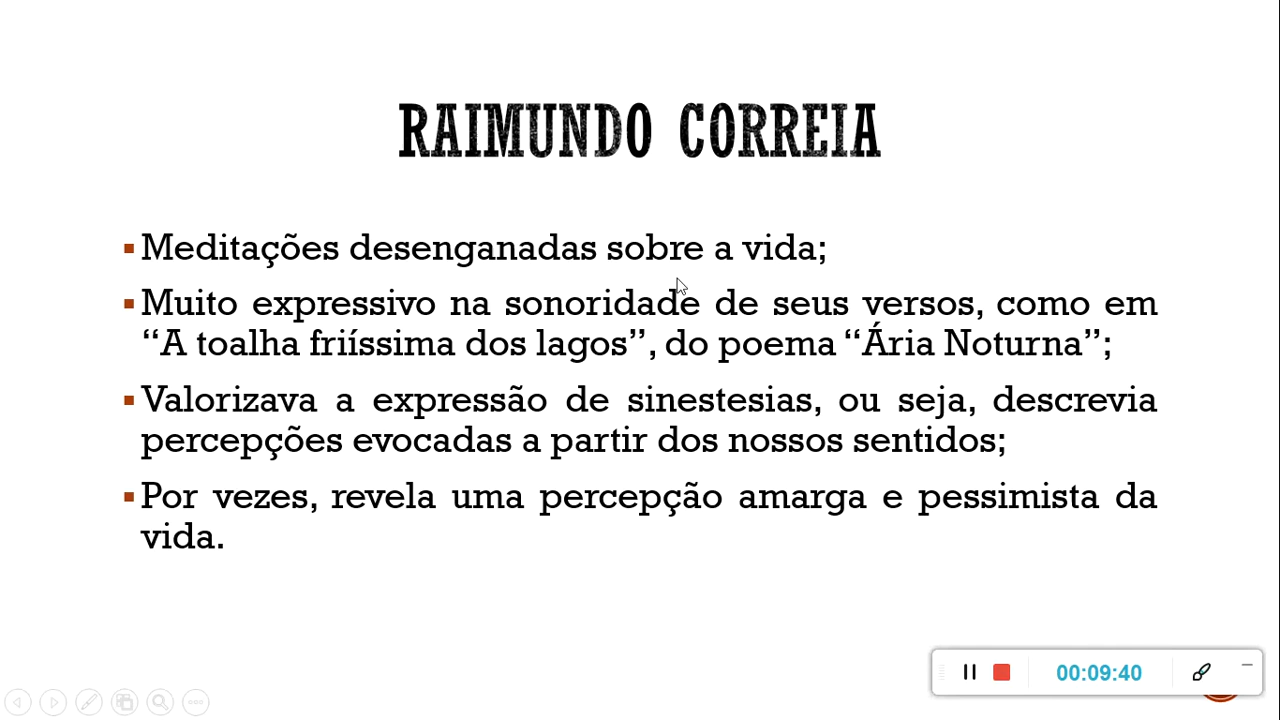 RAIMUNDO CORREIA
▪ Meditações desenganadas sobre a vida;
▪ Muito expressivo na sonoridade de seus versos, como em
“A toalha friíssima dos lagos”, do poema “Ária Noturna”;
▪ Valorizava a expressão de sinestesias, ou seja, descrevia
percepções evocadas a partir dos nossos sentidos;
▪ Por vezes, revela uma percepção amarga e pessimista da
vida.
00:09:40